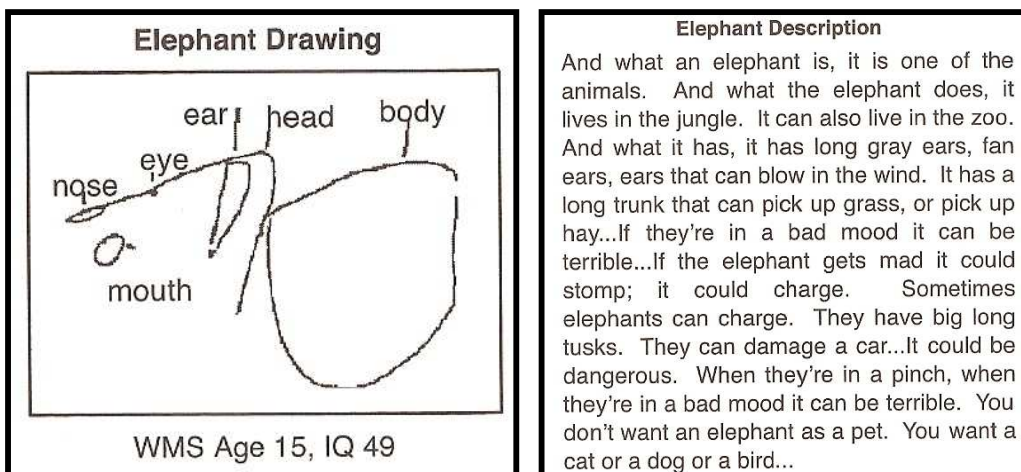 Elephant Drawing
ear head body
eye
nose
mouth
WMS Age 15, IQ 49
Elephant Description
And what an elephant is, it is one of the
animals. And what the elephant does, it
lives in the jungle. It can also live in the zoo.
And what it has, it has long gray ears, fan
ears, ears that can blow in the wind. It has a
long trunk that can pick up grass, or pick up
hay...If they're in a bad mood it can be
terrible...If the elephant gets mad it could
stomp; it could charge. Sometimes
elephants can charge. They have big long
tusks. They can damage a car...It could be
dangerous. When they're in a pinch, when
they're in a bad mood it can be terrible. You
don't want an elephant as a pet. You want a
cat or a dog or a bird...